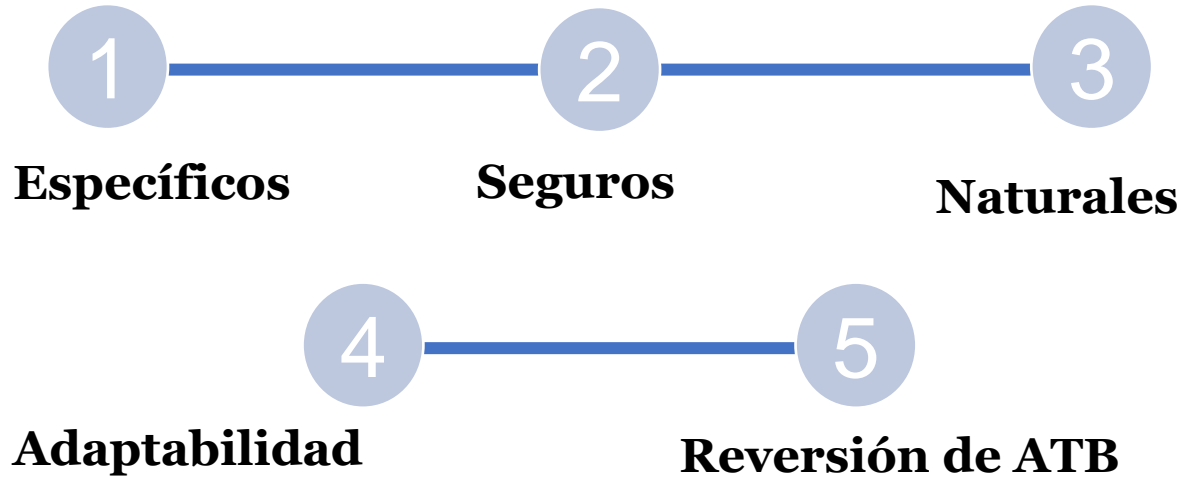 1 2 3
Específicos Seguros Naturales
4 5
Adaptabilidad Reversión de ATB